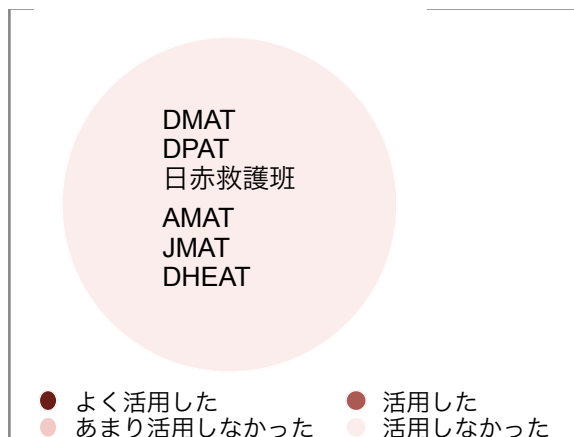 DMAT
DPAT
日赤救護班
AMAT
JMAT
DHEAT
よく活用した
活用した
あまり活用しなかった
活用しなかった